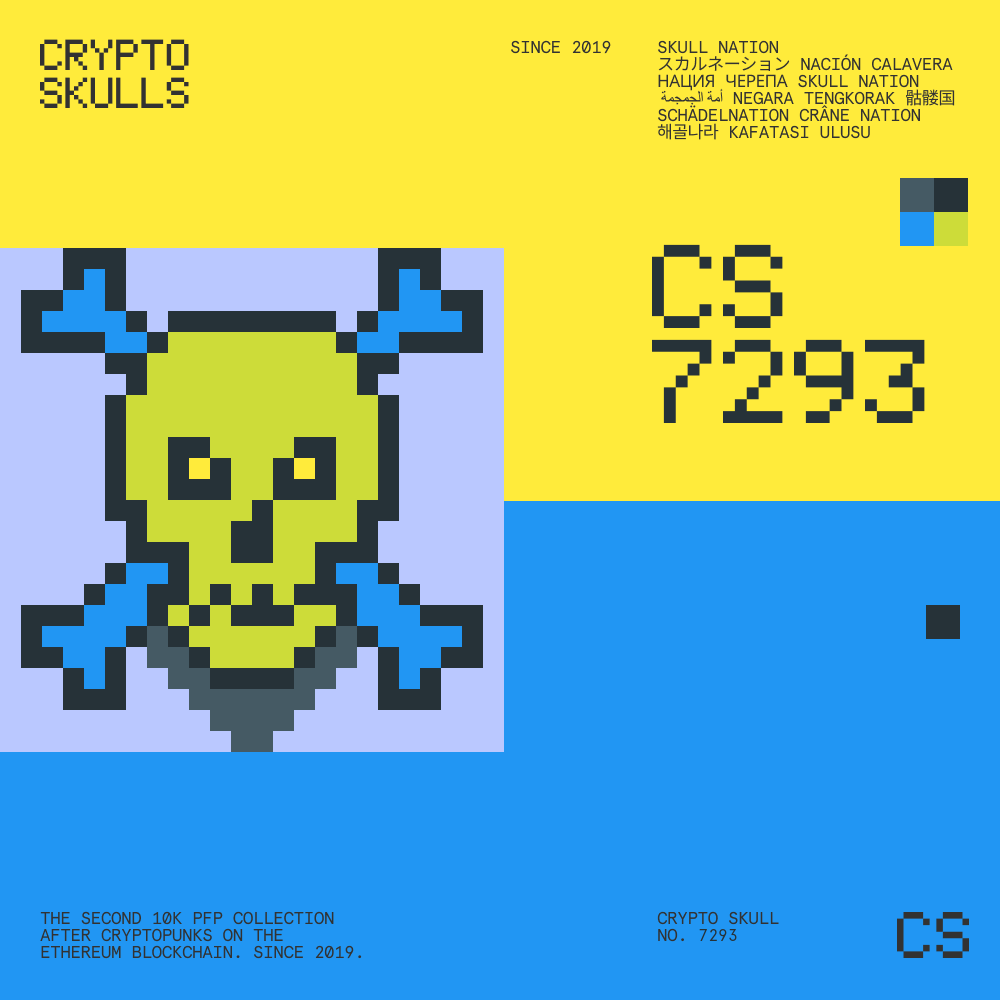 CRYPTO
SKULLS
SINCE 2019
SKULL NATION
スカルネーション NACIÓN CALAVERA
НАЦИЯ ЧЕРЕПА SKULL NATION
أمة الجمجمة NEGARA TENGKORAK 骷髅国
SCHÄDELNATION CRÂNE NATION
해골나라 KAFATASI ULUSU
CS
7293
THE SECOND 10K PFP COLLECTION
AFTER CRYPTOPUNKS ON THE
ETHEREUM BLOCKCHAIN. SINCE 2019.
CRYPTO SKULL
NO. 7293
CS